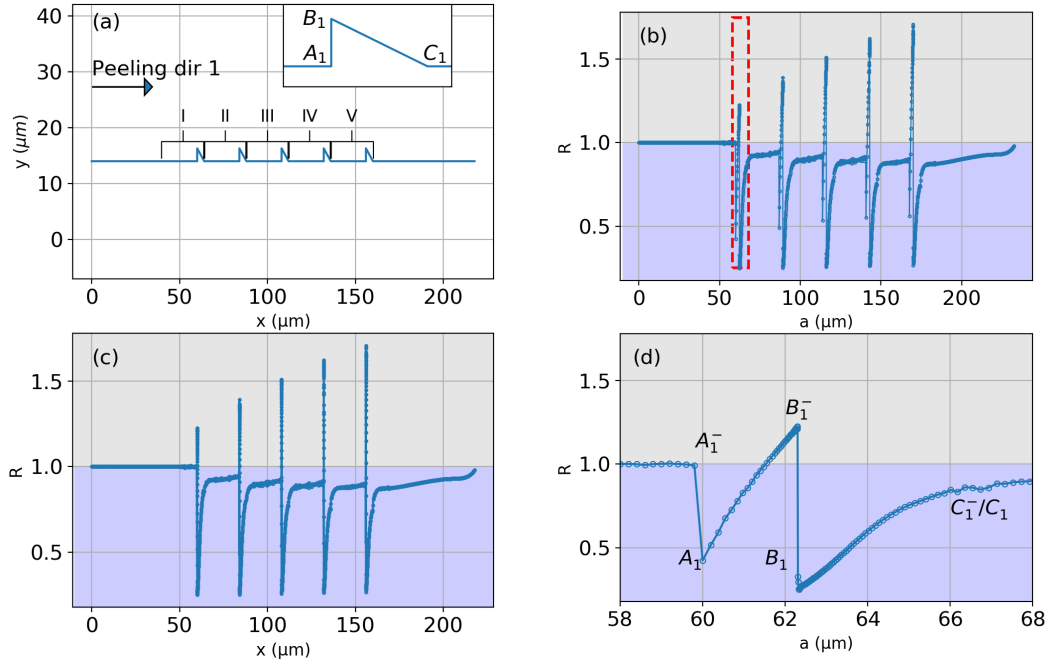 (a)
40
30
20
10
0
y (μm)
Peeling dir 1
I II III IV V
B₁
A₁ C₁
0 50 100 150 200
x (μm)
(b)
1.5
1.0
0.5
R
0 50 100 150 200
a (μm)
(c)
1.5
1.0
0.5
R
0 50 100 150 200
x (μm)
(d)
1.5
1.0
0.5
R
A₁⁻
B₁⁻
A₁ B₁
C₁⁻/C₁
58 60 62 64 66 68
a (μm)